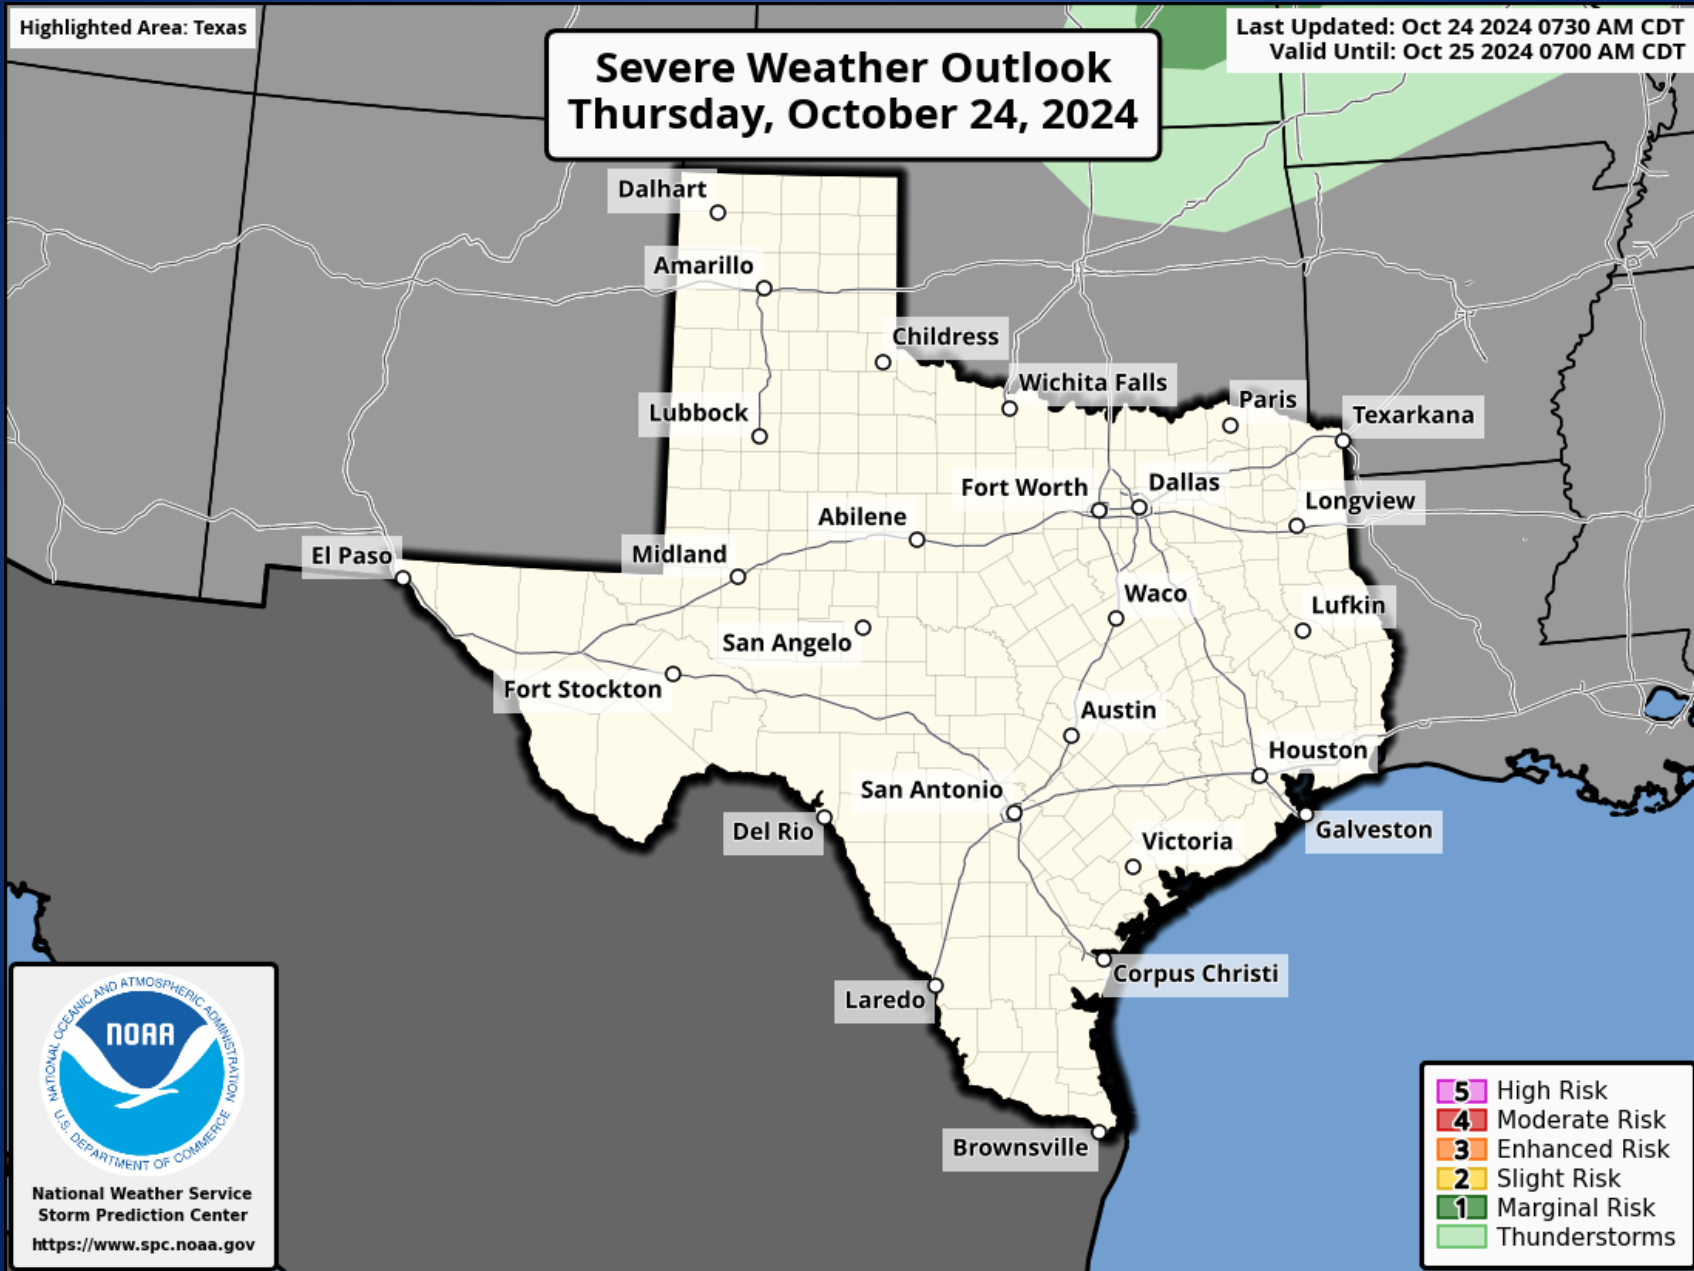 Highlighted Area: Texas
Severe Weather Outlook
Thursday, October 24, 2024
Last Updated: Oct 24 2024 0730 AM CDT
Valid Until: Oct 25 2024 0700 AM CDT
Dalhart
Amarillo
Childress
Wichita Falls
Paris
Texarkana
Lubbock
Fort Worth
Dallas
Longview
Abilene
El Paso
Midland
Waco
Lufkin
San Angelo
Fort Stockton
Austin
Houston
San Antonio
Del Rio
Galveston
Victoria
Corpus Christi
Laredo
Brownsville
NATIONAL OCEANIC AND ATMOSPHERIC ADMINISTRATION
NOAA
U.S. DEPARTMENT OF COMMERCE
National Weather Service
Storm Prediction Center
https://www.spc.noaa.gov
5 High Risk
4 Moderate Risk
3 Enhanced Risk
2 Slight Risk
1 Marginal Risk
Thunderstorms